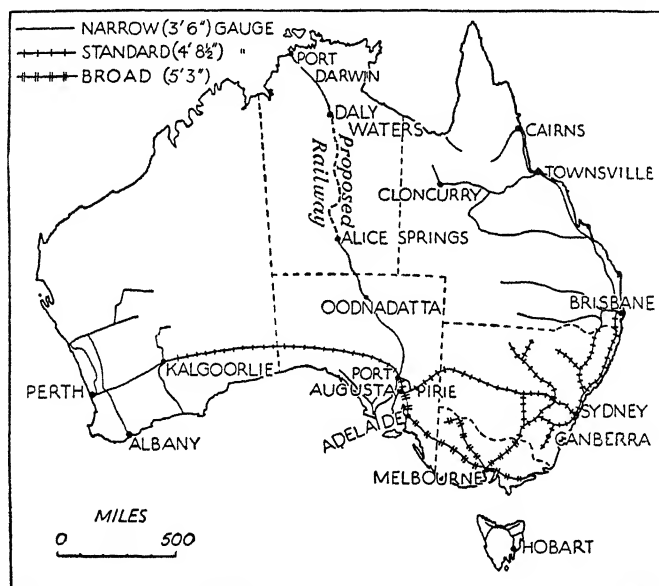 NARROW (3'6") GAUGE
STANDARD (4' 8½") "
BROAD (5'3")
PORT
DARWIN
DALY
WATERS
Proposed
Railway
CAIRNS
TOWNSVILLE
CLONCURRY
ALICE SPRINGS
OODNADATTA
BRISBANE
KALGOORLIE
PORT
AUGUSTA
PIRIE
PERTH
ADELAIDE
SYDNEY
ALBANY
CANBERRA
MELBOURNE
MILES
0 500
HOBART